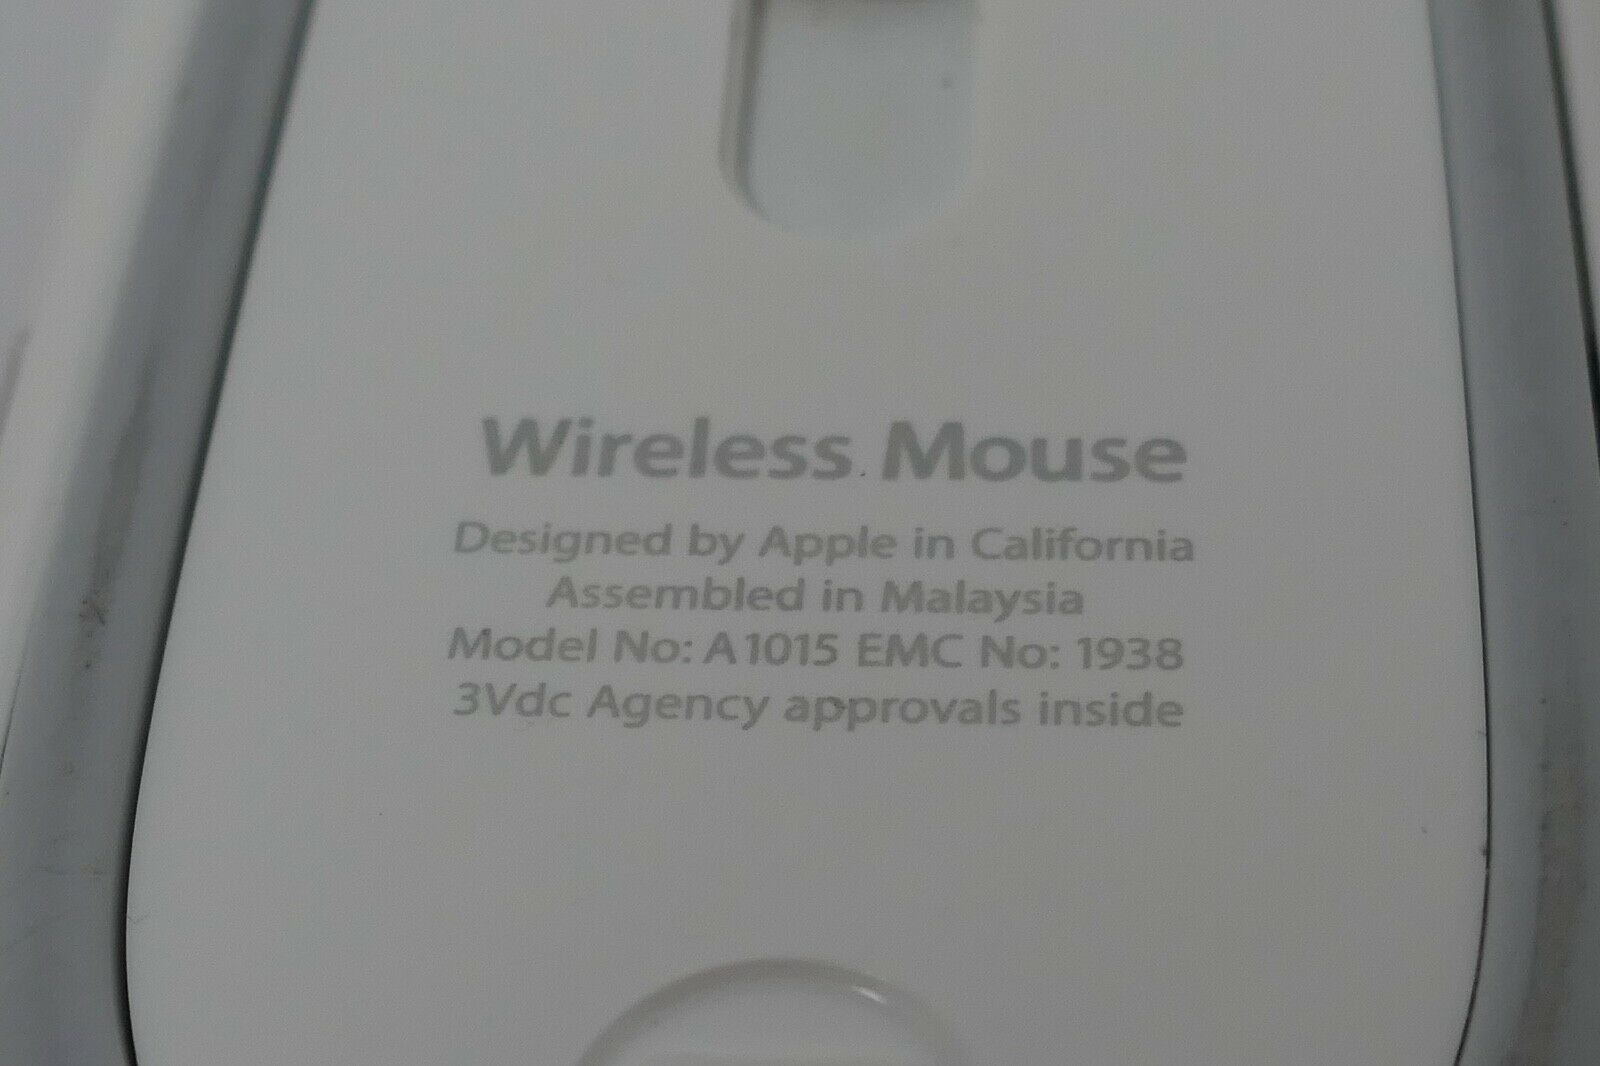 Wireless Mouse
Designed by Apple in California
Assembled in Malaysia
Model No: A1015 EMC No: 1938
3Vdc Agency approvals inside